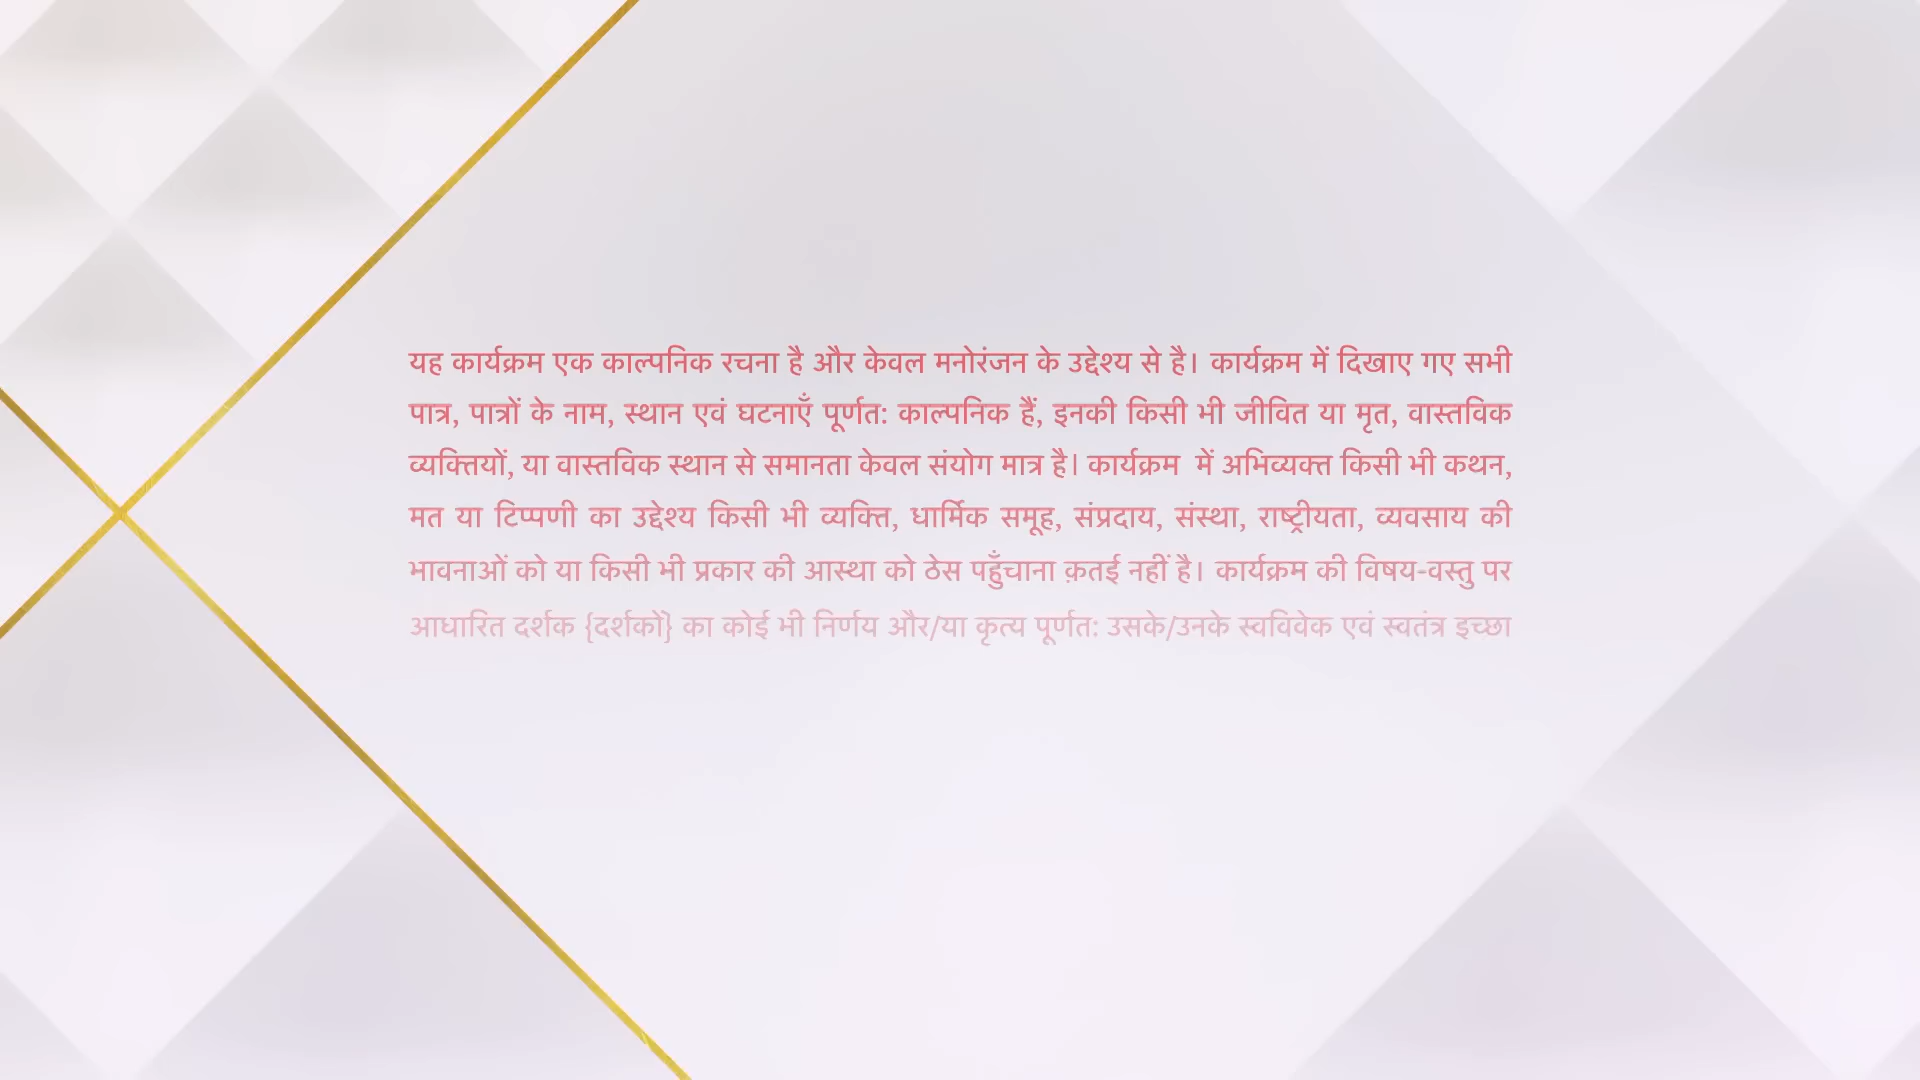 यह कार्यक्रम एक काल्पनिक रचना है और केवल मनोरंजन के उद्देश्य से है। कार्यक्रम में दिखाए गए सभी
पात्र, पात्रों के नाम, स्थान एवं घटनाएँ पूर्णत: काल्पनिक हैं, इनकी किसी भी जीवित या मृत, वास्तविक
व्यक्तियों, या वास्तविक स्थान से समानता केवल संयोग मात्र है। कार्यक्रम में अभिव्यक्त किसी भी कथन,
मत या टिप्पणी का उद्देश्य किसी भी व्यक्ति, धार्मिक समूह, संप्रदाय, संस्था, राष्ट्रीयता, व्यवसाय की
भावनाओं को या किसी भी प्रकार की आस्था को ठेस पहुँचाना क़तई नहीं है। कार्यक्रम की विषय-वस्तु पर
आधारित दर्शक {दर्शकों} का कोई भी निर्णय और/या कृत्य पूर्णत: उसके/उनके स्वविवेक एवं स्वतंत्र इच्छा